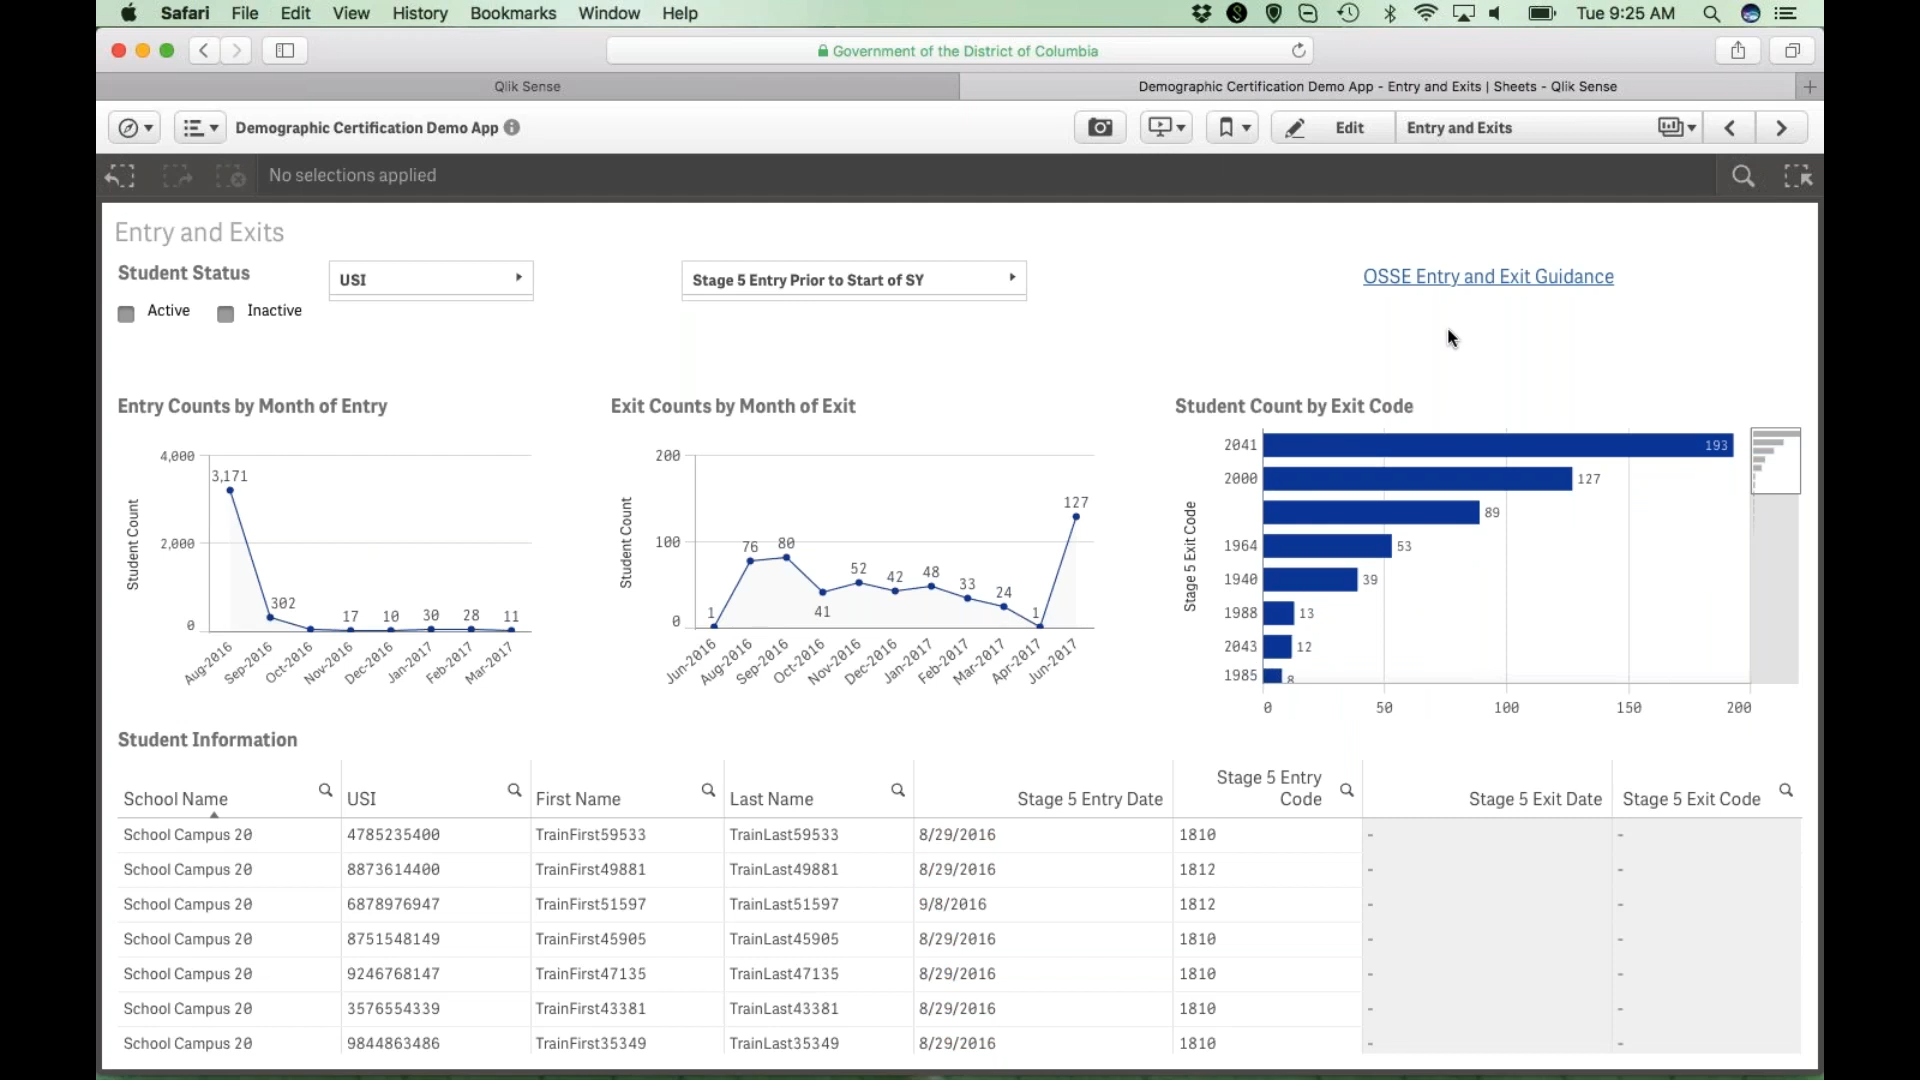 Safari File Edit View History Bookmarks Window Help Tue 9:25 AM
Government of the District of Columbia
Qlik Sense
Demographic Certification Demo App - Entry and Exits | Sheets - Qlik Sense
Demographic Certification Demo App Edit Entry and Exits
No selections applied
Entry and Exits
Student Status
USI
Stage 5 Entry Prior to Start of SY
OSSE Entry and Exit Guidance
Active Inactive
Entry Counts by Month of Entry
Student Count
4,000
2,000
0
3,171
302
17
10
30
28
11
Aug-2016
Sep-2016
Oct-2016
Nov-2016
Dec-2016
Jan-2017
Feb-2017
Mar-2017
Exit Counts by Month of Exit
Student Count
200
100
0
1
76
80
41
52
42
48
33
24
1
127
Jun-2016
Aug-2016
Sep-2016
Oct-2016
Nov-2016
Dec-2016
Jan-2017
Feb-2017
Mar-2017
Apr-2017
Jun-2017
Student Count by Exit Code
Stage 5 Exit Code
2041 193
2000 127
89
1964 53
1940 39
1988 13
2043 12
1985 8
0 50 100 150 200
Student Information
School Name USI First Name Last Name Stage 5 Entry Date Stage 5 Entry Code Stage 5 Exit Date Stage 5 Exit Code
School Campus 20 4785235400 TrainFirst59533 TrainLast59533 8/29/2016 1810 - -
School Campus 20 8873614400 TrainFirst49881 TrainLast49881 8/29/2016 1812 - -
School Campus 20 6878976947 TrainFirst51597 TrainLast51597 9/8/2016 1812 - -
School Campus 20 8751548149 TrainFirst45905 TrainLast45905 8/29/2016 1810 - -
School Campus 20 9246768147 TrainFirst47135 TrainLast47135 8/29/2016 1810 - -
School Campus 20 3576554339 TrainFirst43381 TrainLast43381 8/29/2016 1810 - -
School Campus 20 9844863486 TrainFirst35349 TrainLast35349 8/29/2016 1810 - -